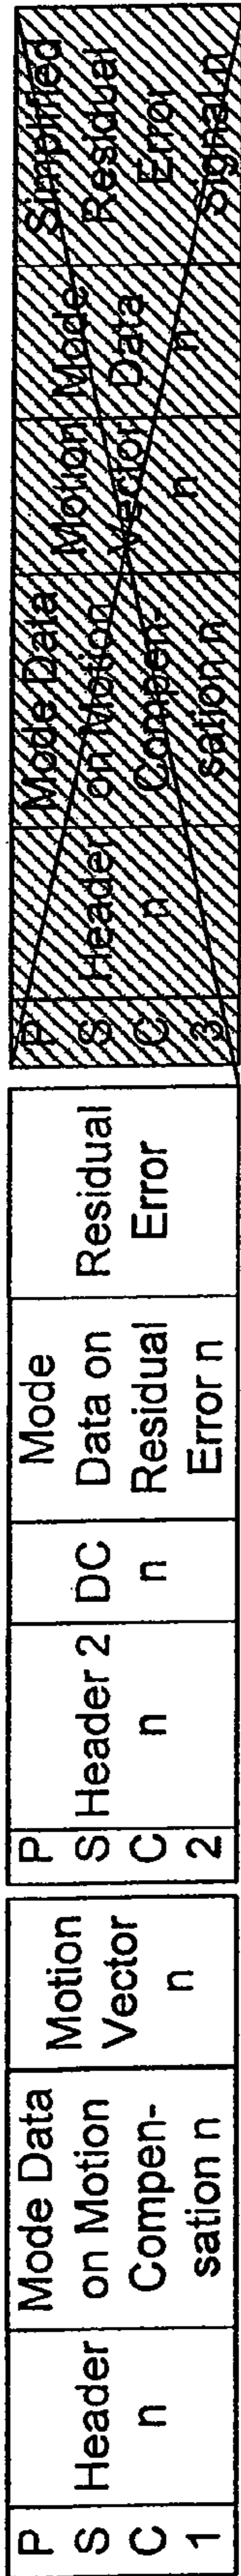 P
S
C
1
Header
n
Mode Data
on Motion
Compen-
sation n
Motion
Vector
n
P
S
C
2
Header 2
n
DC
n
Mode
Data on
Residual
Error n
Residual
Error
P
S
C
3
Header
n
Mode Data
on Motion
Compen-
sation n
Motion
Vector
n
Mode
Data
n
Simplified
Residual
Error
Signal n